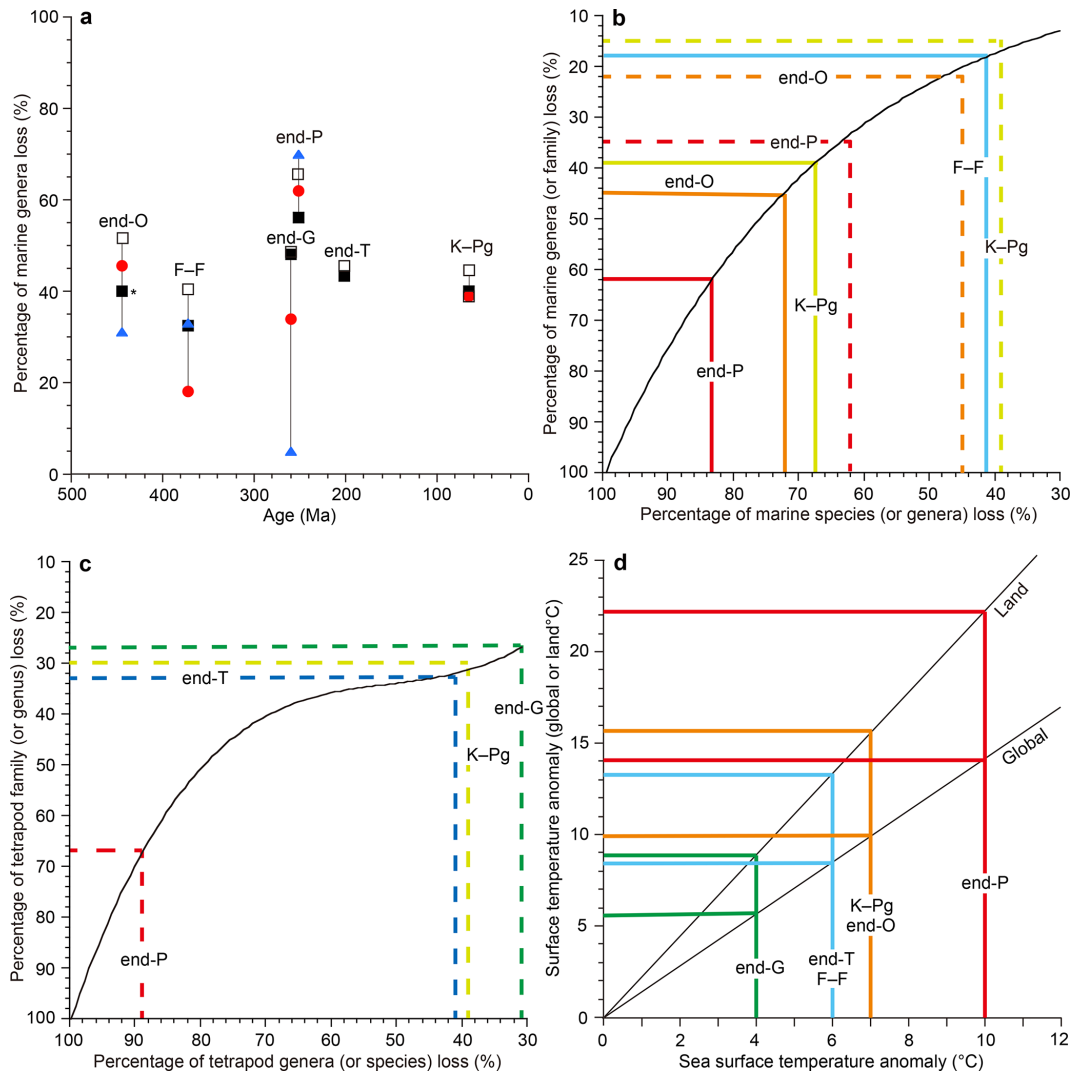 a
Percentage of marine genera loss (%)
100
80
60
40
20
0
end-O
*
F–F
end-G
end-P
end-T
K–Pg
500
400
300
200
100
0
Age (Ma)
b
Percentage of marine genera (or family) loss (%)
10
20
30
40
50
60
70
80
90
100
end-O
end-P
end-O
F–F
K–Pg
K–Pg
end-P
100
90
80
70
60
50
40
30
Percentage of marine species (or genera) loss (%)
c
Percentage of tetrapod family (or genus) loss (%)
10
20
30
40
50
60
70
80
90
100
end-T
end-G
K–Pg
end-P
100
90
80
70
60
50
40
30
Percentage of tetrapod genera (or species) loss (%)
d
Surface temperature anomaly (global or land°C)
25
20
15
10
5
0
Land
Global
end-P
K–Pg
end-O
end-G
end-T
F–F
0
2
4
6
8
10
12
Sea surface temperature anomaly (°C)